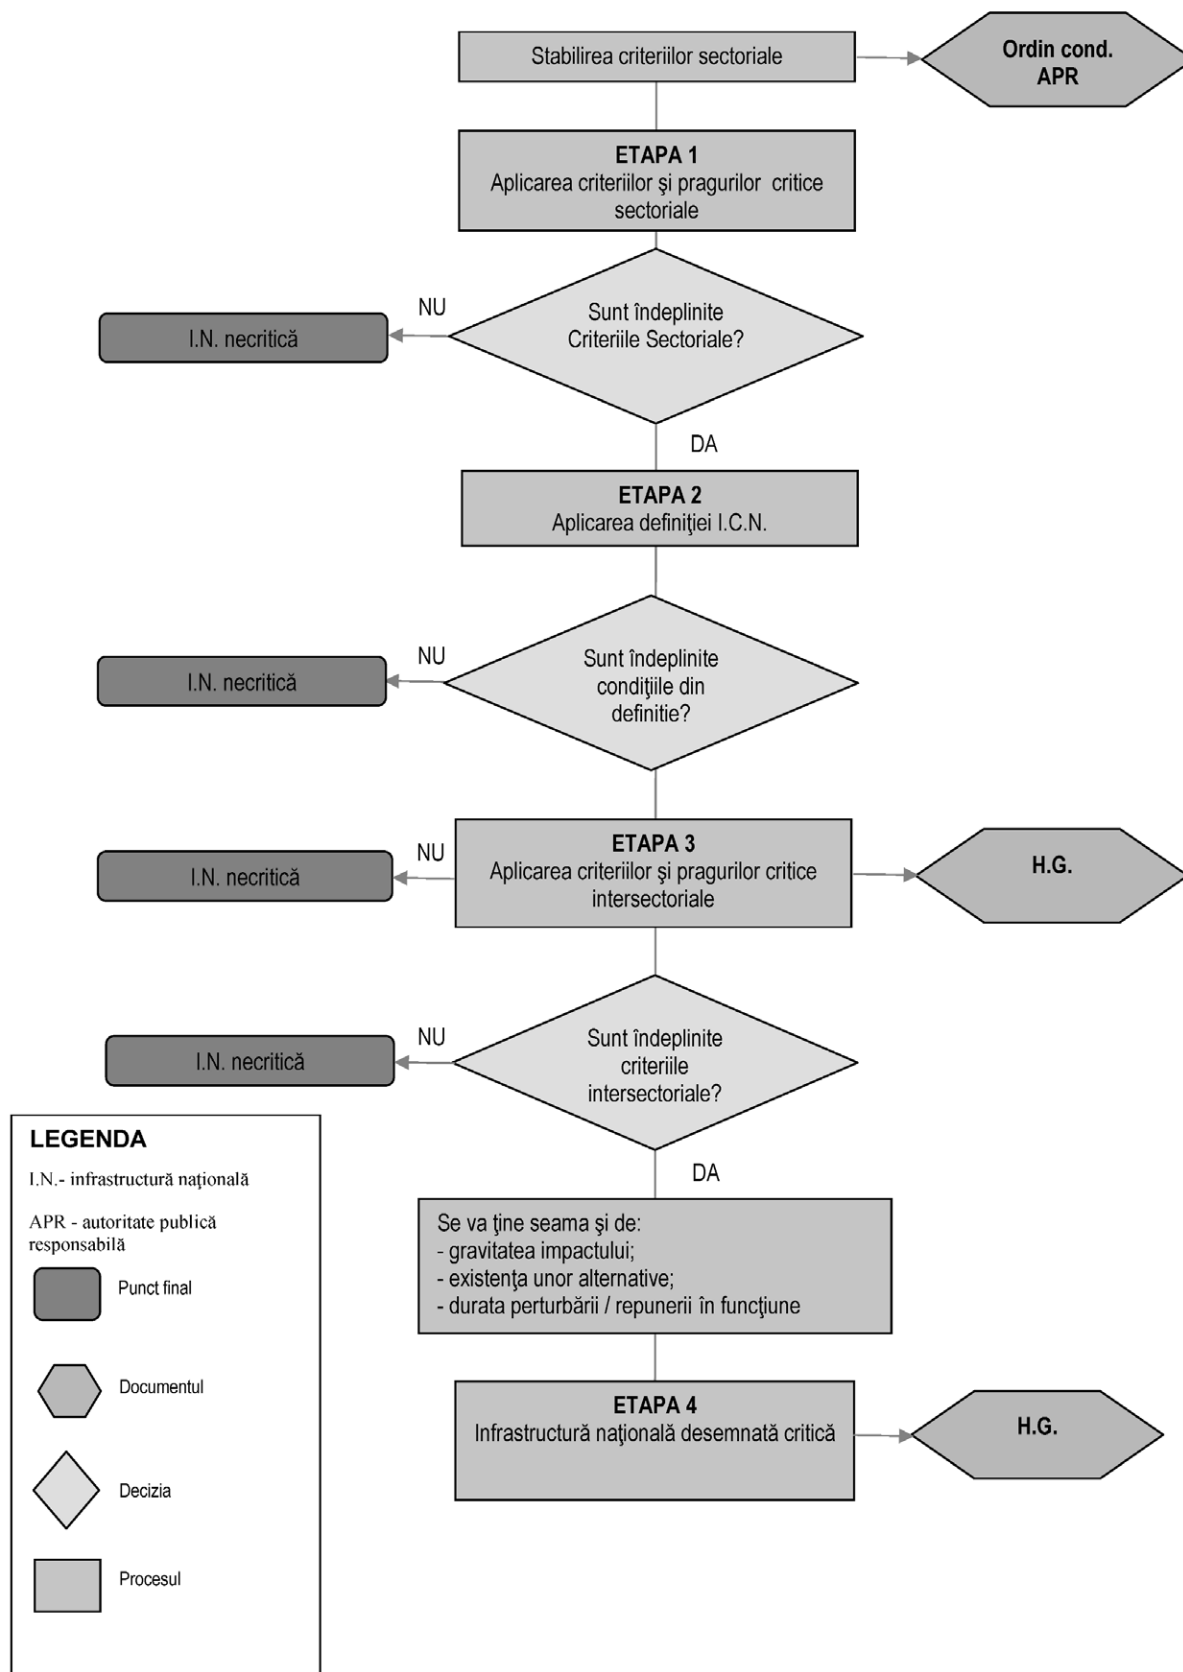 Stabilirea criteriilor sectoriale
Ordin cond.
APR
ETAPA 1
Aplicarea criteriilor şi pragurilor critice
sectoriale
Sunt îndeplinite
Criteriile Sectoriale?
NU
I.N. necritică
DA
ETAPA 2
Aplicarea definiţiei I.C.N.
Sunt îndeplinite
condiţiile din
definitie?
NU
I.N. necritică
ETAPA 3
Aplicarea criteriilor şi pragurilor critice
intersectoriale
NU
I.N. necritică
H.G.
Sunt îndeplinite
criteriile
intersectoriale?
NU
I.N. necritică
DA
Se va ţine seama şi de:
- gravitatea impactului;
- existenţa unor alternative;
- durata perturbării / repunerii în funcţiune
ETAPA 4
Infrastructură naţională desemnată critică
H.G.
LEGENDA
I.N.- infrastructură naţională
APR - autoritate publică
responsabilă
Punct final
Documentul
Decizia
Procesul